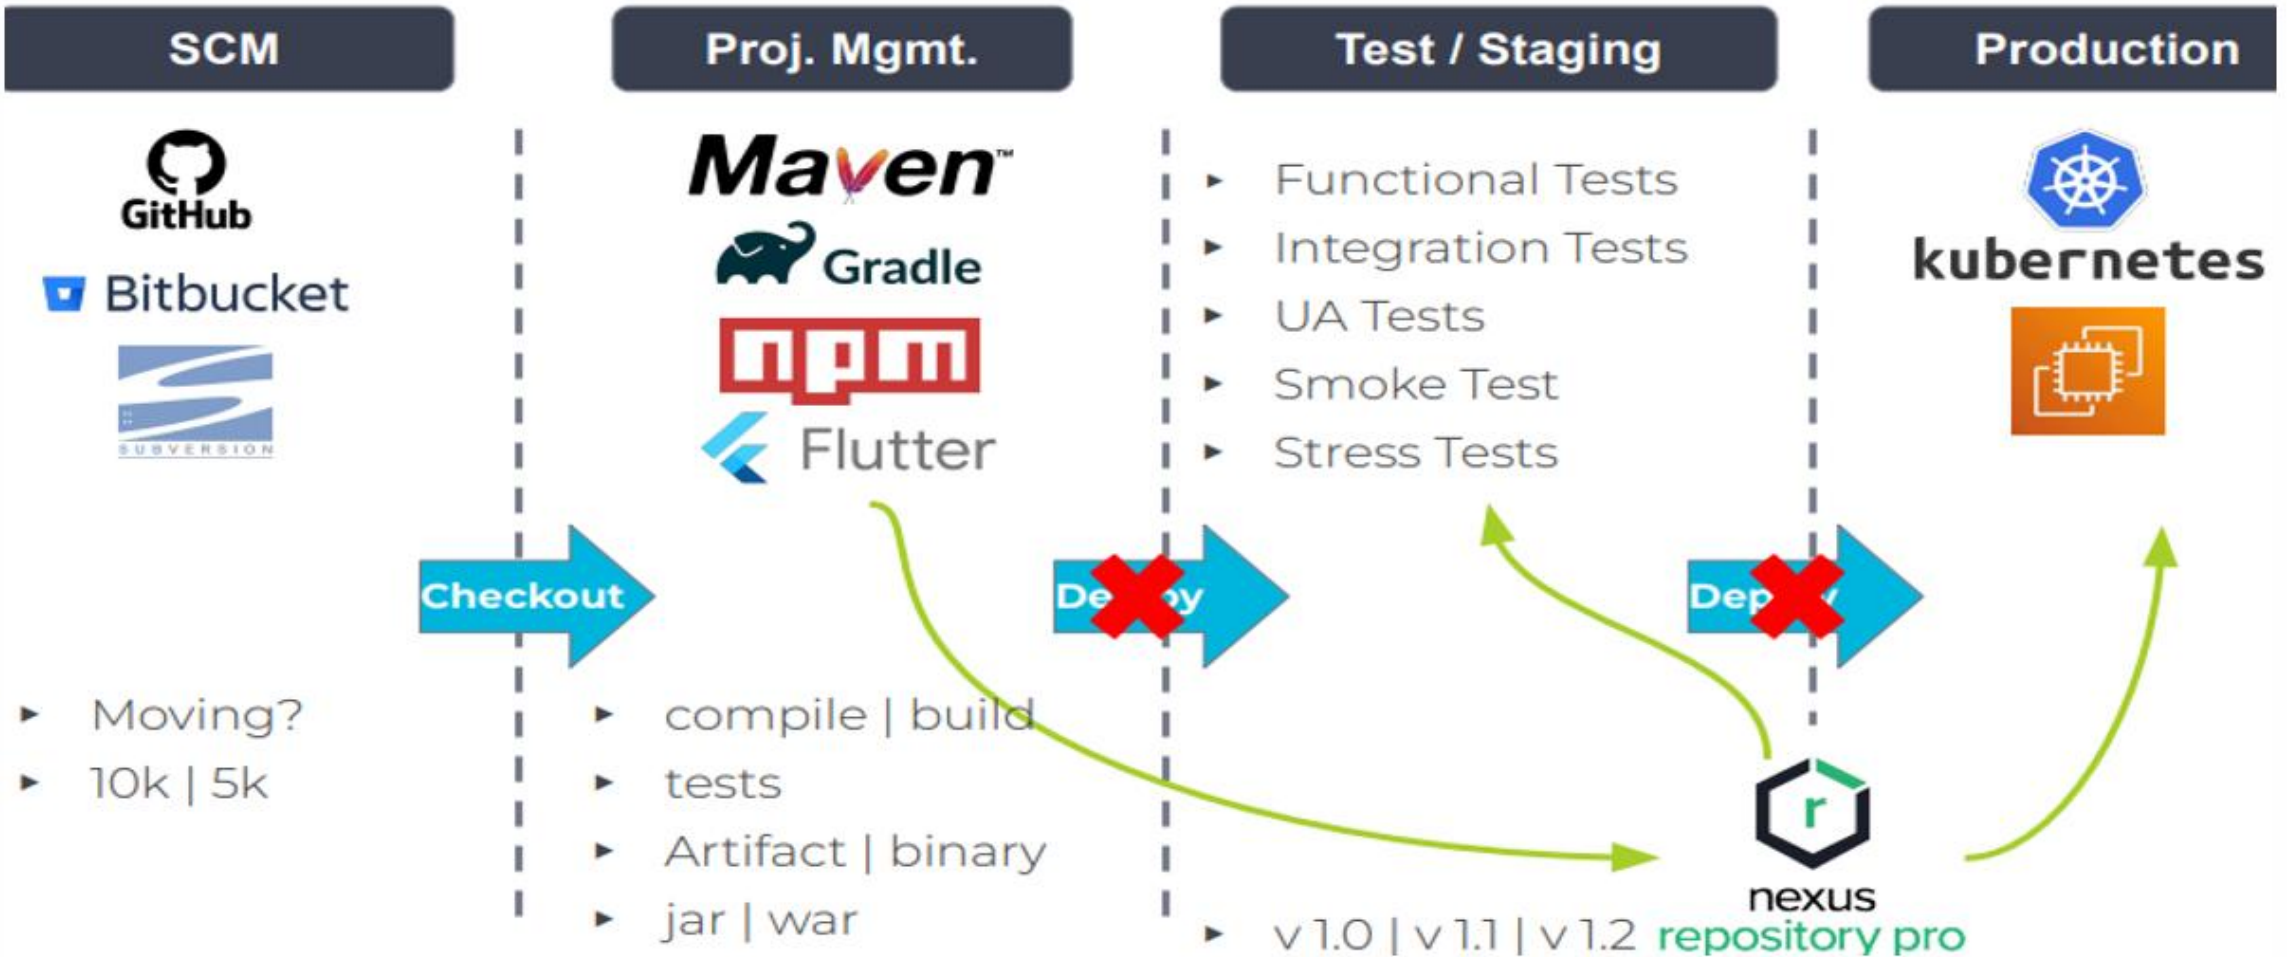 SCM
Proj. Mgmt.
Test / Staging
Production
GitHub
Bitbucket
SUBVERSION
Maven™
Gradle
npm
Flutter
► Functional Tests
► Integration Tests
► UA Tests
► Smoke Test
► Stress Tests
kubernetes
Checkout
► Moving?
► 10k | 5k
► compile | build
► tests
► Artifact | binary
► jar | war
► v 1.0 | v 1.1 | v 1.2
r
nexus
repository pro